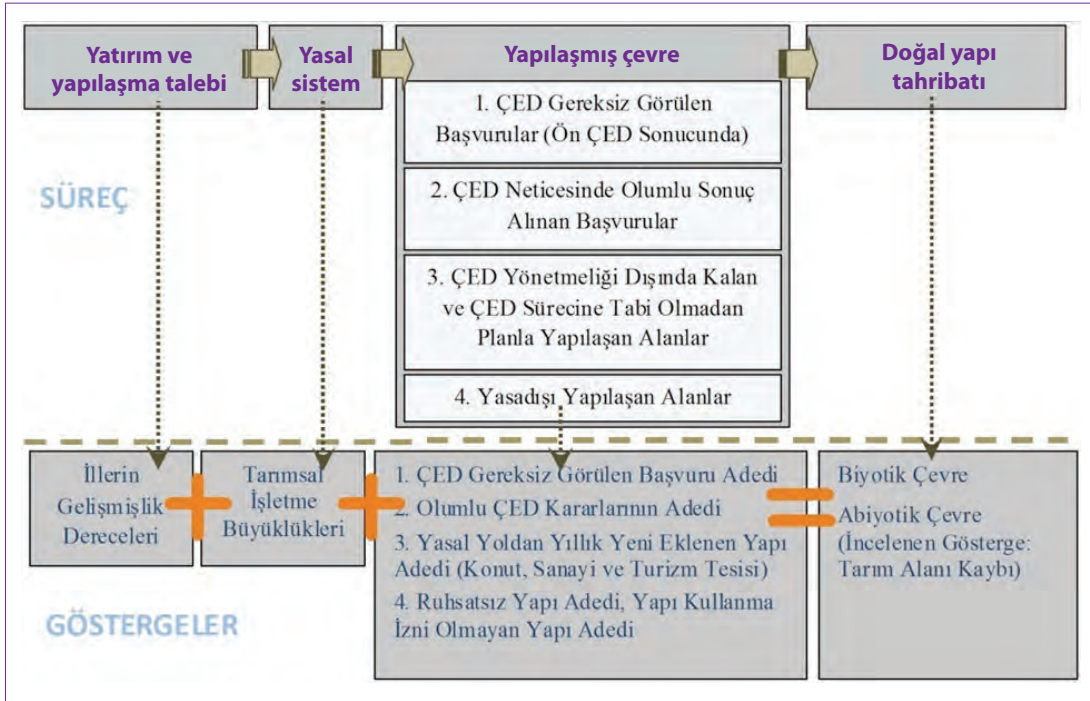 Yatırım ve
yapılaşma talebi
Yasal
sistem
Yapılaşmış çevre
Doğal yapı
tahribatı
1. ÇED Gereksiz Görülen
Başvurular (Ön ÇED Sonucunda)
SÜREÇ
2. ÇED Neticesinde Olumlu Sonuç
Alınan Başvurular
3. ÇED Yönetmeliği Dışında Kalan
ve ÇED Sürecine Tabi Olmadan
Planla Yapılaşan Alanlar
4. Yasadışı Yapılaşan Alanlar
İllerin
Gelişmişlik
Dereceleri
Tarımsal
İşletme
Büyüklükleri
1. ÇED Gereksiz Görülen Başvuru Adedi
2. Olumlu ÇED Kararlarının Adedi
3. Yasal Yoldan Yıllık Yeni Eklenen Yapı
Adedi (Konut, Sanayi ve Turizm Tesisi)
4. Ruhsatsız Yapı Adedi, Yapı Kullanma
İzni Olmayan Yapı Adedi
Biyotik Çevre
Abiyotik Çevre
(İncelenen Gösterge:
Tarım Alanı Kaybı)
GÖSTERGELER